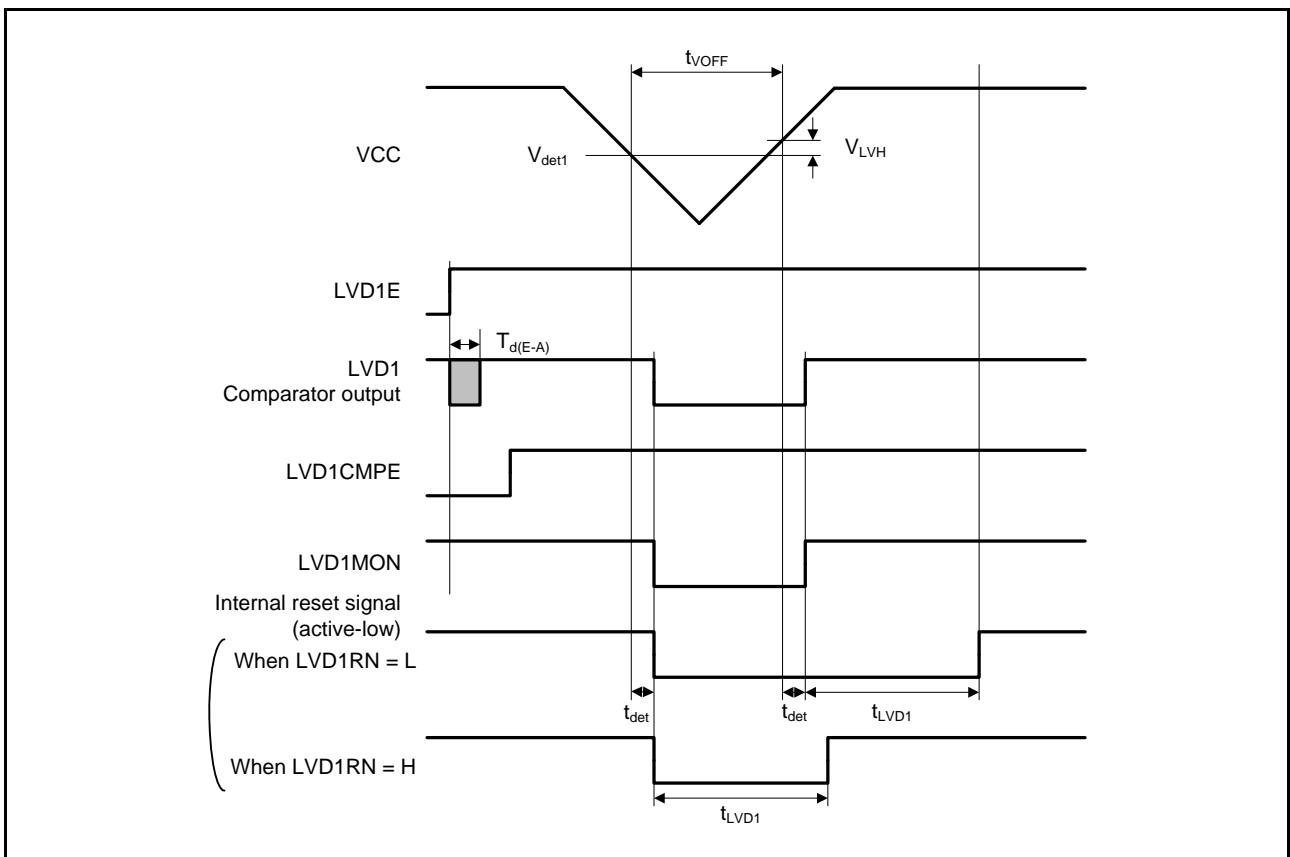 tVOFF
VCC
Vdet1
VLVH
LVD1E
Td(E-A)
LVD1
Comparator output
LVD1CMPE
LVD1MON
Internal reset signal
(active-low)
When LVD1RN = L
tdet
tdet
tLVD1
When LVD1RN = H
tLVD1